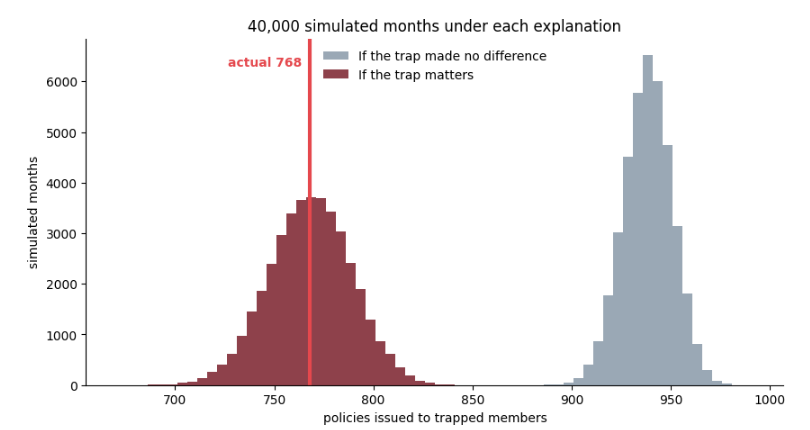 40,000 simulated months under each explanation
actual 768
If the trap made no difference
If the trap matters
simulated months
6000
5000
4000
3000
2000
1000
0
700 750 800 850 900 950 1000
policies issued to trapped members